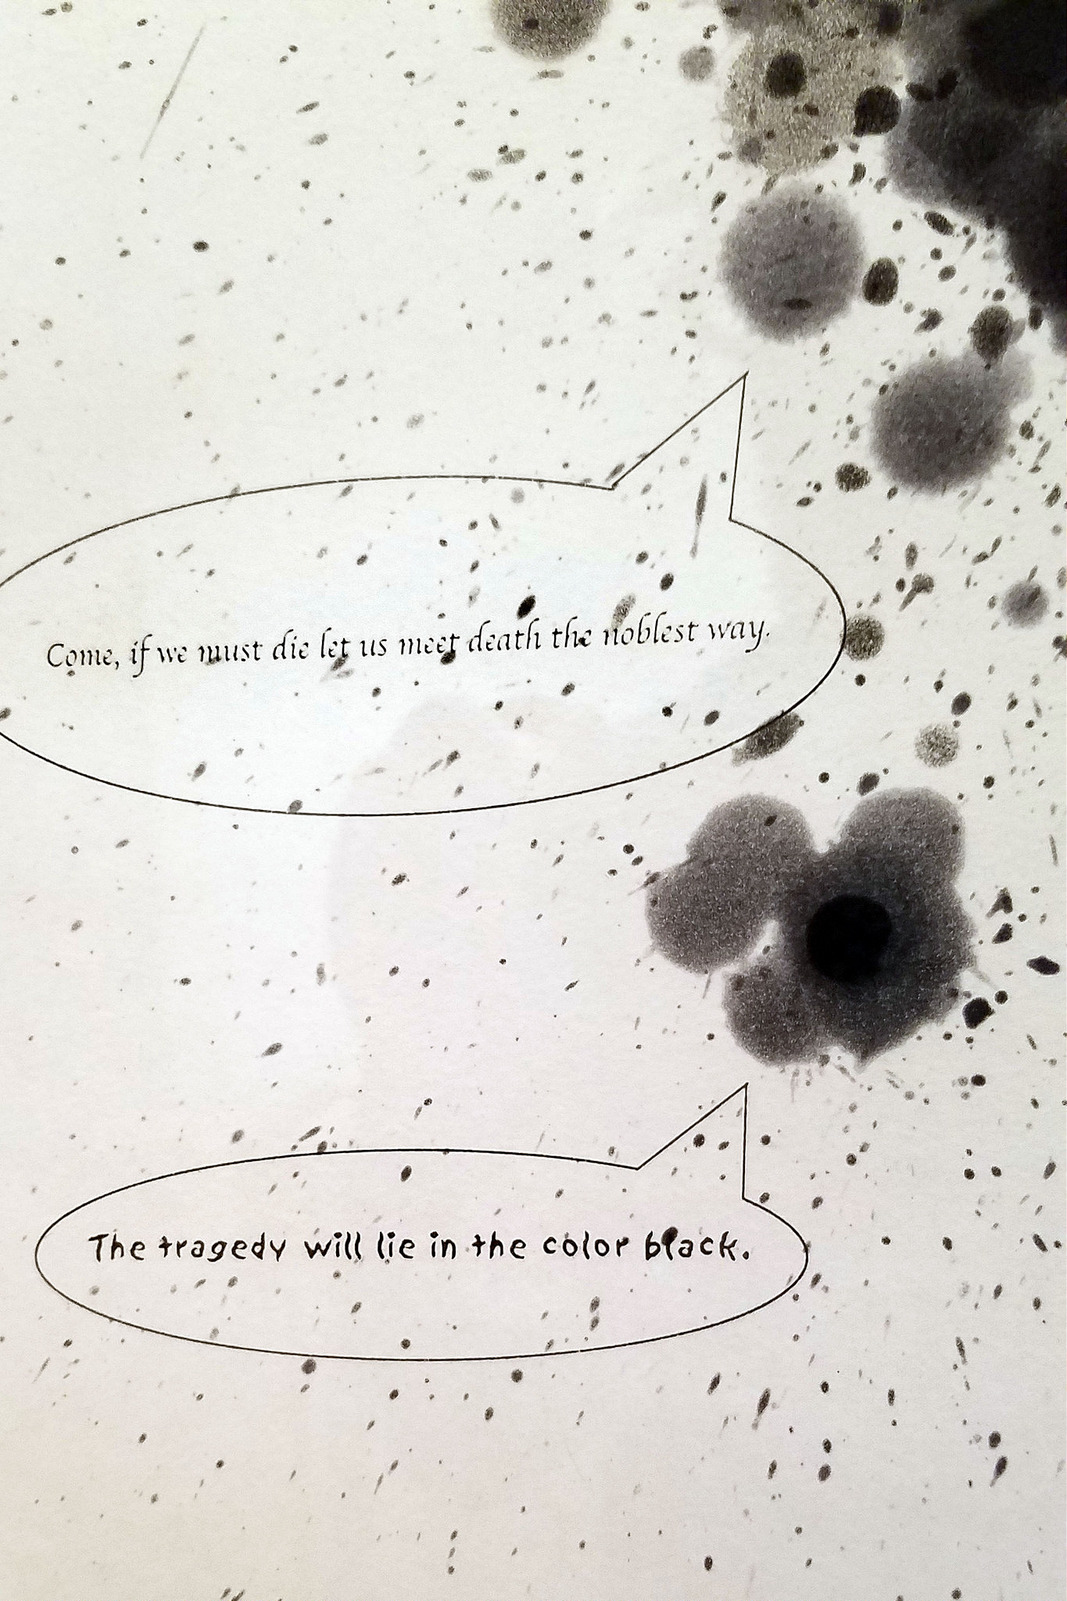 Come, if we must die let us meet death the noblest way.
The tragedy will lie in the color black.